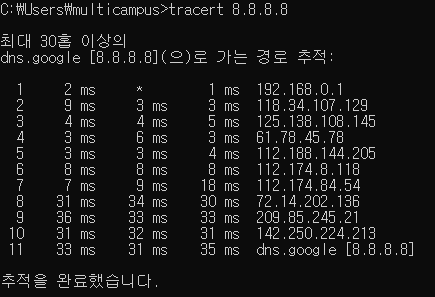 C:₩Users₩multicampus>tracert 8.8.8.8
최대 30홉 이상의
dns.google [8.8.8.8](으)로 가는 경로 추적:
1 2 ms * 1 ms 192.168.0.1
2 9 ms 3 ms 3 ms 118.34.107.129
3 4 ms 4 ms 5 ms 125.138.108.145
4 3 ms 6 ms 3 ms 61.78.45.78
5 3 ms 3 ms 4 ms 112.188.144.205
6 8 ms 8 ms 8 ms 112.174.8.118
7 7 ms 9 ms 18 ms 112.174.84.54
8 31 ms 34 ms 30 ms 72.14.202.136
9 36 ms 33 ms 33 ms 209.85.245.21
10 31 ms 32 ms 31 ms 142.250.224.213
11 33 ms 31 ms 35 ms dns.google [8.8.8.8]
추적을 완료했습니다.